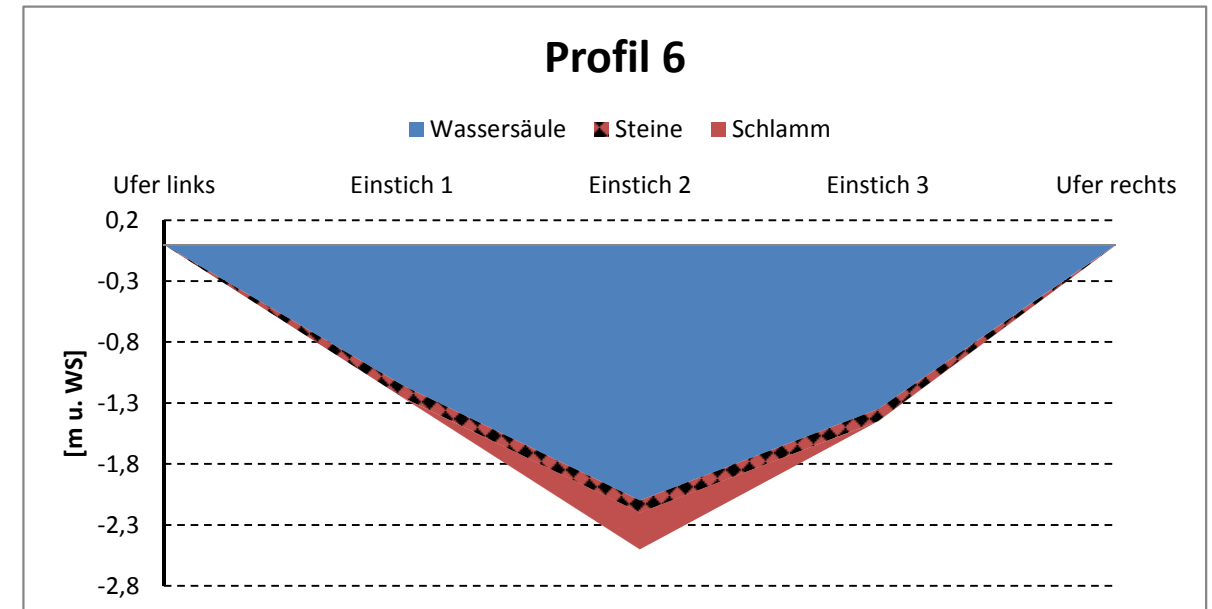 Profil 6
Wassersäule Steine Schlamm
Ufer links Einstich 1 Einstich 2 Einstich 3 Ufer rechts
0,2
-0,3
-0,8
-1,3
-1,8
-2,3
-2,8
[m u. WS]